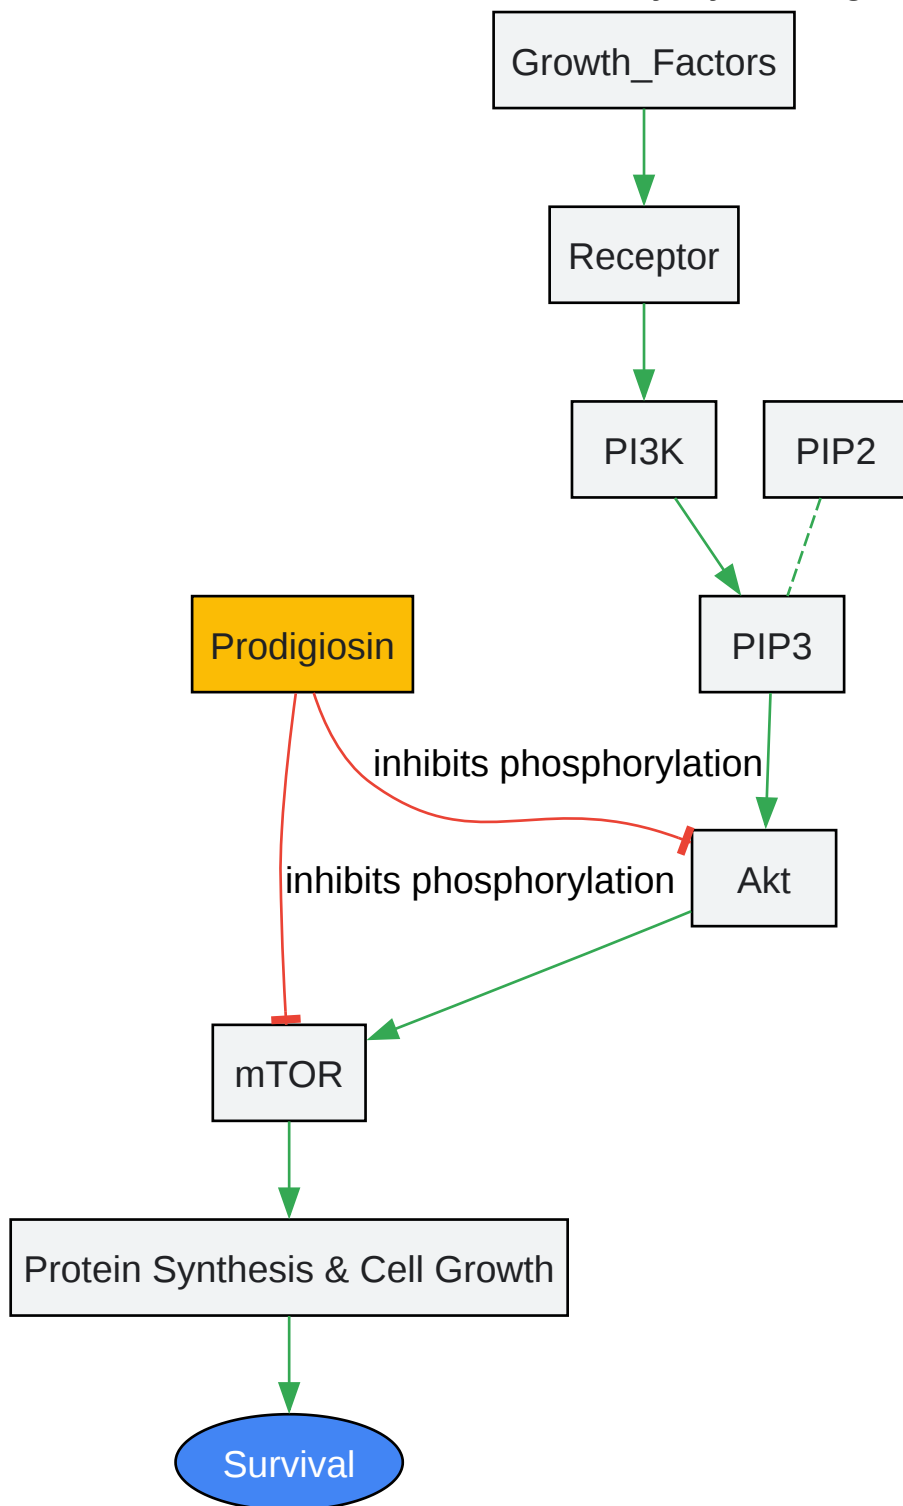 Growth_Factors
Receptor
PI3K
PIP2
Prodigiosin
PIP3
inhibits phosphorylation
inhibits phosphorylation
Akt
mTOR
Protein Synthesis & Cell Growth
Survival